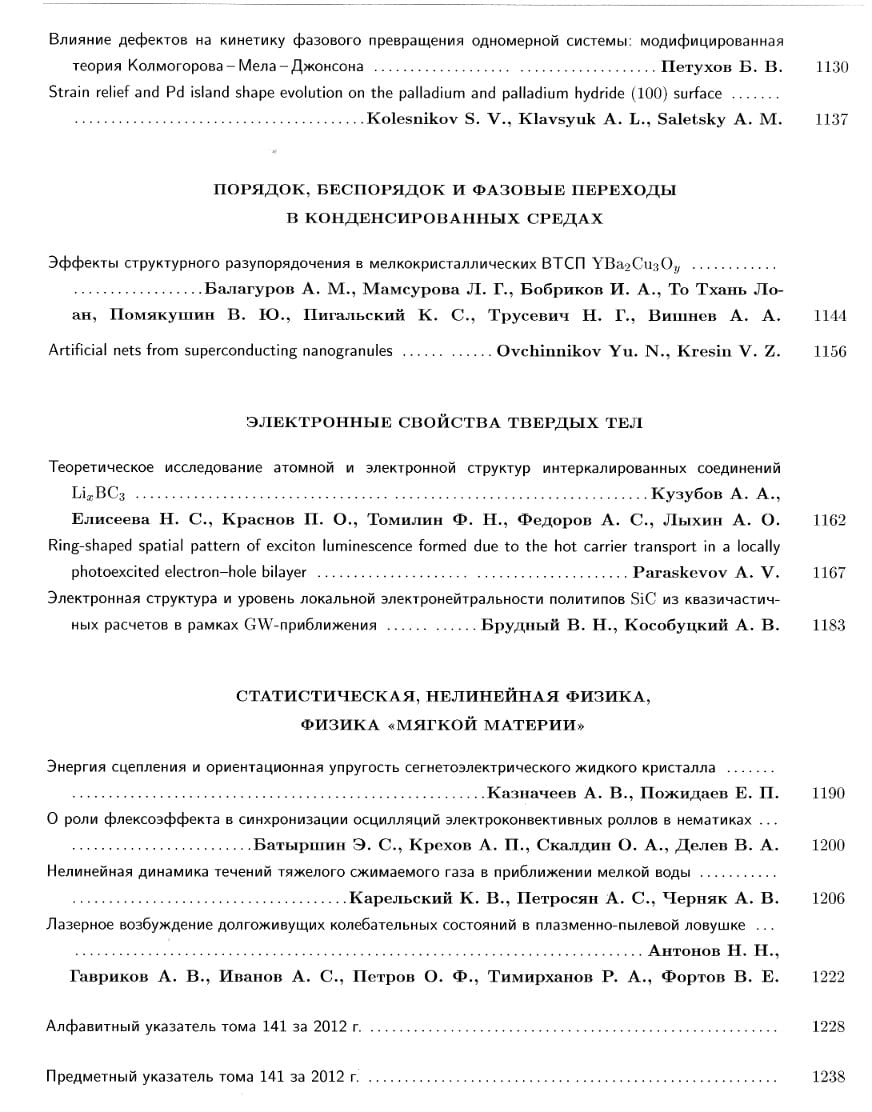 Влияние дефектов на кинетику фазового превращения одномерной системы: модифицированная
теория Колмогорова – Мела – Джонсона ........................................ Петухов Б. В. 1130
Strain relief and Pd island shape evolution on the palladium and palladium hydride (100) surface .......
...................................... Kolesnikov S. V., Klavsyuk A. L., Saletsky A. M. 1137
ПОРЯДОК, БЕСПОРЯДОК И ФАЗОВЫЕ ПЕРЕХОДЫ
В КОНДЕНСИРОВАННЫХ СРЕДАХ
Эффекты структурного разупорядочения в мелкокристаллических ВТСП YBa₂Cu₃Oy ............
.................. Балагуров А. М., Мамсурова Л. Г., Бобриков И. А., То Тхань Ло-
ан, Помякушин В. Ю., Пигальский К. С., Трусевич Н. Г., Вишнев А. А. 1144
Artificial nets from superconducting nanogranules ............ Ovchinnikov Yu. N., Kresin V. Z. 1156
ЭЛЕКТРОННЫЕ СВОЙСТВА ТВЕРДЫХ ТЕЛ
Теоретическое исследование атомной и электронной структур интеркалированных соединений
LiₓBC₃ ................................................................ Кузубов А. А.,
Елисеева Н. С., Краснов П. О., Томилин Ф. Н., Федоров А. С., Лыхин А. О. 1162
Ring-shaped spatial pattern of exciton luminescence formed due to the hot carrier transport in a locally
photoexcited electron–hole bilayer ...................................... Paraskevov A. V. 1167
Электронная структура и уровень локальной электронейтральности политипов SiC из квазичастич-
ных расчетов в рамках GW-приближения ............ Брудный В. Н., Кособуцкий А. В. 1183
СТАТИСТИЧЕСКАЯ, НЕЛИНЕЙНАЯ ФИЗИКА,
ФИЗИКА «МЯГКОЙ МАТЕРИИ»
Энергия сцепления и ориентационная упругость сегнетоэлектрического жидкого кристалла .......
.................................................... Казначеев А. В., Пожидаев Е. П. 1190
О роли флексоэффекта в синхронизации осцилляций электроконвективных роллов в нематиках ...
....................... Батыршин Э. С., Крехов А. П., Скалдин О. А., Делев В. А. 1200
Нелинейная динамика течений тяжелого сжимаемого газа в приближении мелкой воды ...........
................................... Карельский К. В., Петросян А. С., Черняк А. В. 1206
Лазерное возбуждение долгоживущих колебательных состояний в плазменно-пылевой ловушке ...
........................................................................ Антонов Н. Н.,
Гавриков А. В., Иванов А. С., Петров О. Ф., Тимирханов Р. А., Фортов В. Е. 1222
Алфавитный указатель тома 141 за 2012 г. ..................................................... 1228
Предметный указатель тома 141 за 2012 г. ..................................................... 1238